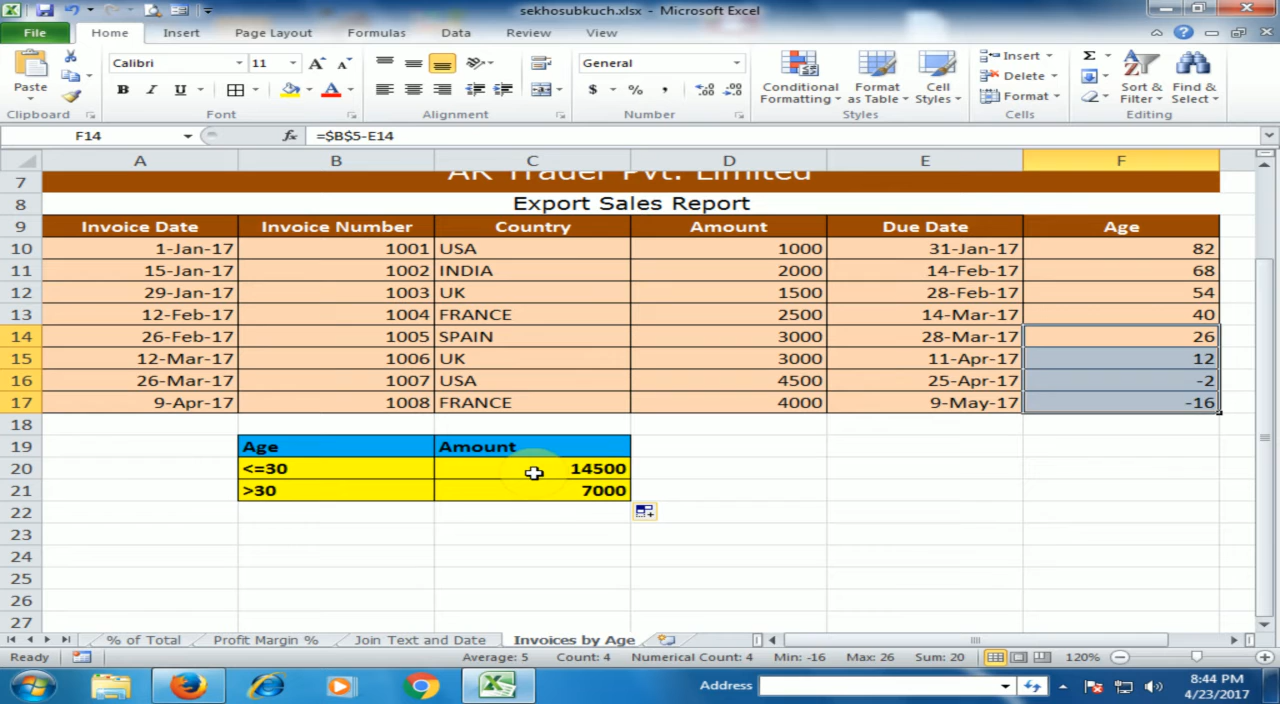 sekhosubkuch.xlsx - Microsoft Excel
File Home Insert Page Layout Formulas Data Review View
Paste Calibri 11 General Insert Delete Format
B I U $ % , Conditional Formatting Format as Table Cell Styles Sort & Filter Find & Select
Clipboard Font Alignment Number Styles Cells Editing
F14 fx =$B$5-E14
A B C D E F
7 AK Trader Pvt. Limited
8 Export Sales Report
9 Invoice Date Invoice Number Country Amount Due Date Age
10 1-Jan-17 1001 USA 1000 31-Jan-17 82
11 15-Jan-17 1002 INDIA 2000 14-Feb-17 68
12 29-Jan-17 1003 UK 1500 28-Feb-17 54
13 12-Feb-17 1004 FRANCE 2500 14-Mar-17 40
14 26-Feb-17 1005 SPAIN 3000 28-Mar-17 26
15 12-Mar-17 1006 UK 3000 11-Apr-17 12
16 26-Mar-17 1007 USA 4500 25-Apr-17 -2
17 9-Apr-17 1008 FRANCE 4000 9-May-17 -16
18
19 Age Amount
20 <=30 14500
21 >30 7000
22
23
24
25
26
27
% of Total Profit Margin % Join Text and Date Invoices by Age
Ready Average: 5 Count: 4 Numerical Count: 4 Min: -16 Max: 26 Sum: 20 120%
Address 8:44 PM
4/23/2017